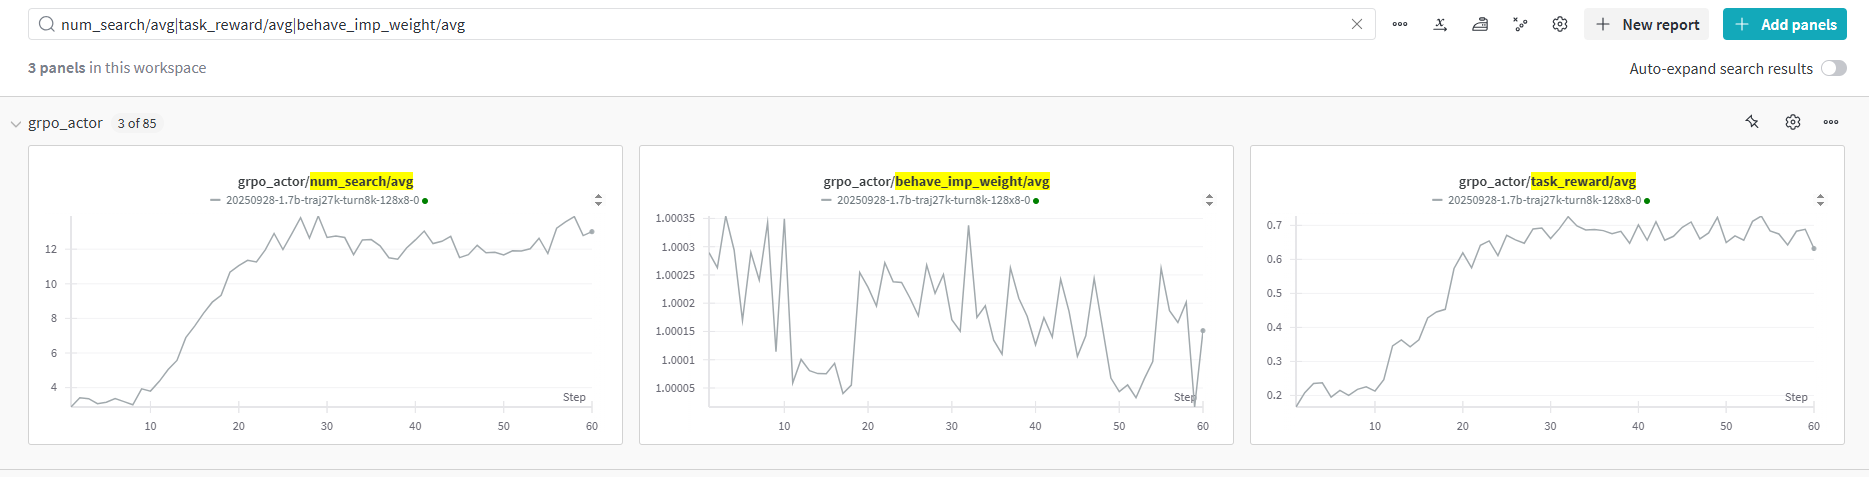 num_search/avg|task_reward/avg|behave_imp_weight/avg
New report
Add panels
3 panels in this workspace
Auto-expand search results
grpo_actor 3 of 85
grpo_actor/num_search/avg
20250928-1.7b-traj27k-turn8k-128x8-0
12
10
8
6
4
Step
10 20 30 40 50 60
grpo_actor/behave_imp_weight/avg
20250928-1.7b-traj27k-turn8k-128x8-0
1.00035
1.0003
1.00025
1.0002
1.00015
1.0001
1.00005
Step
10 20 30 40 50 60
grpo_actor/task_reward/avg
20250928-1.7b-traj27k-turn8k-128x8-0
0.7
0.6
0.5
0.4
0.3
0.2
Step
10 20 30 40 50 60